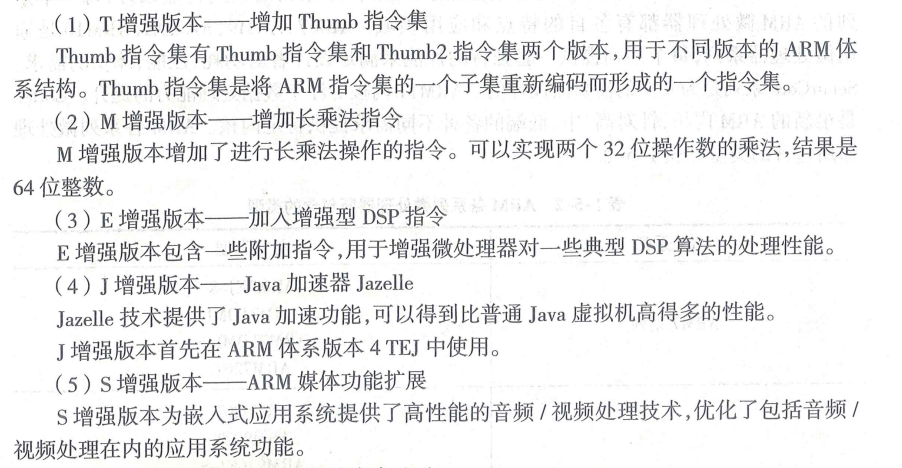 （1）T 增强版本——增加 Thumb 指令集
Thumb 指令集有 Thumb 指令集和 Thumb2 指令集两个版本，用于不同版本的 ARM 体
系结构。Thumb 指令集是将 ARM 指令集的一个子集重新编码而形成的一个指令集。
（2）M 增强版本——增加长乘法指令
M 增强版本增加了进行长乘法操作的指令。可以实现两个 32 位操作数的乘法，结果是
64 位整数。
（3）E 增强版本——加入增强型 DSP 指令
E 增强版本包含一些附加指令，用于增强微处理器对一些典型 DSP 算法的处理性能。
（4）J 增强版本——Java 加速器 Jazelle
Jazelle 技术提供了 Java 加速功能，可以得到比普通 Java 虚拟机高得多的性能。
J 增强版本首先在 ARM 体系版本 4 TEJ 中使用。
（5）S 增强版本——ARM 媒体功能扩展
S 增强版本为嵌入式应用系统提供了高性能的音频 / 视频处理技术，优化了包括音频 /
视频处理在内的应用系统功能。